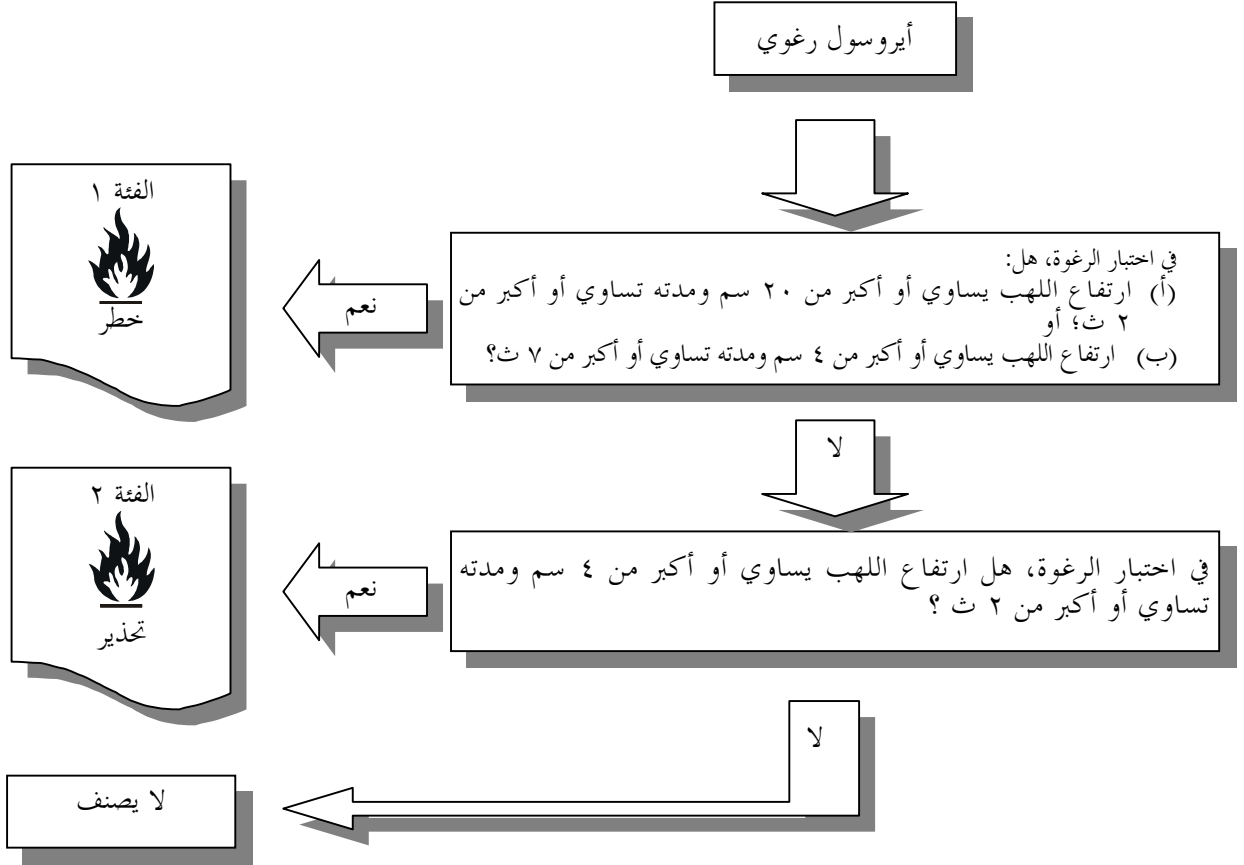 أيروسول رغوي
الفئة ١
خطر
نعم
في اختبار الرغوة، هل:
(أ) ارتفاع اللهب يساوي أو أكبر من ٢٠ سم ومدته تساوي أو أكبر من
٢ ث؛ أو
(ب) ارتفاع اللهب يساوي أو أكبر من ٤ سم ومدته تساوي أو أكبر من ٧ ث؟
لا
الفئة ٢
تحذير
نعم
في اختبار الرغوة، هل ارتفاع اللهب يساوي أو أكبر من ٤ سم ومدته
تساوي أو أكبر من ٢ ث ؟
لا
لا يصنف